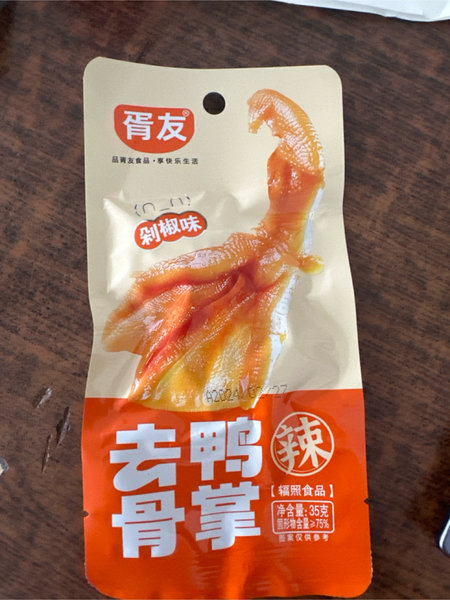 胥友®
品胥友食品·享快乐生活
剁椒味
去骨
鸭掌
辣
【辐照食品】
净含量:35克
固形物含量≥75%
图案仅供参考